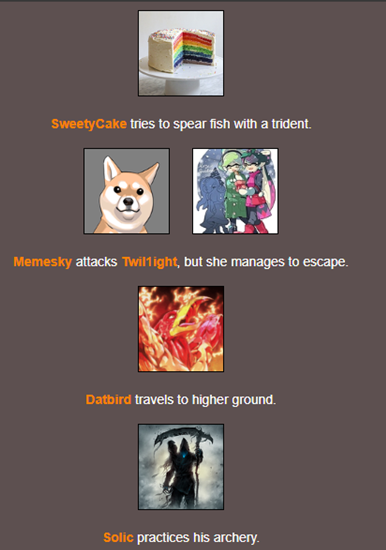 SweetyCake tries to spear fish with a trident.
Memesky attacks Twil1ight, but she manages to escape.
Datbird travels to higher ground.
Solic practices his archery.